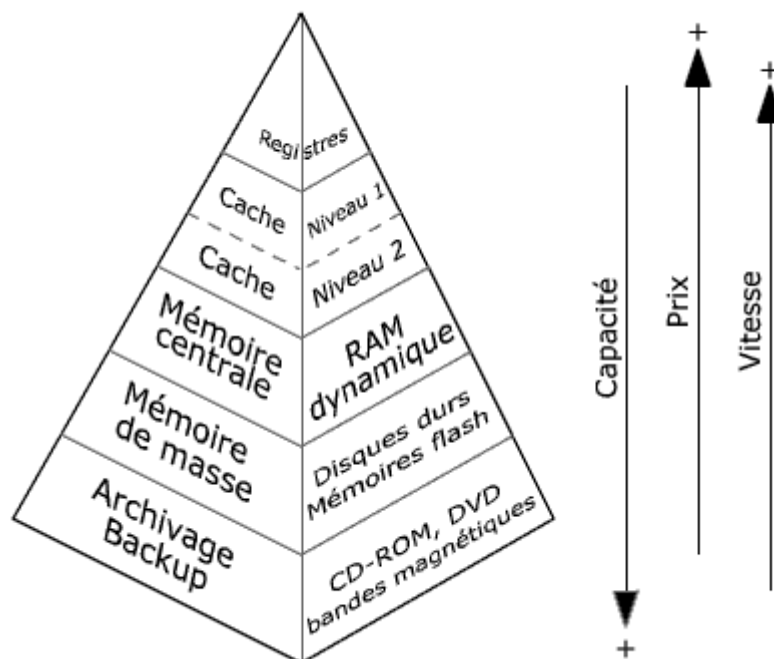 Registres
Cache
Niveau 1
Cache
Niveau 2
Mémoire
centrale
RAM
dynamique
Mémoire
de masse
Disques durs
Mémoires flash
Archivage
Backup
CD-ROM, DVD
bandes magnétiques
Capacité
+
Prix
+
Vitesse
+